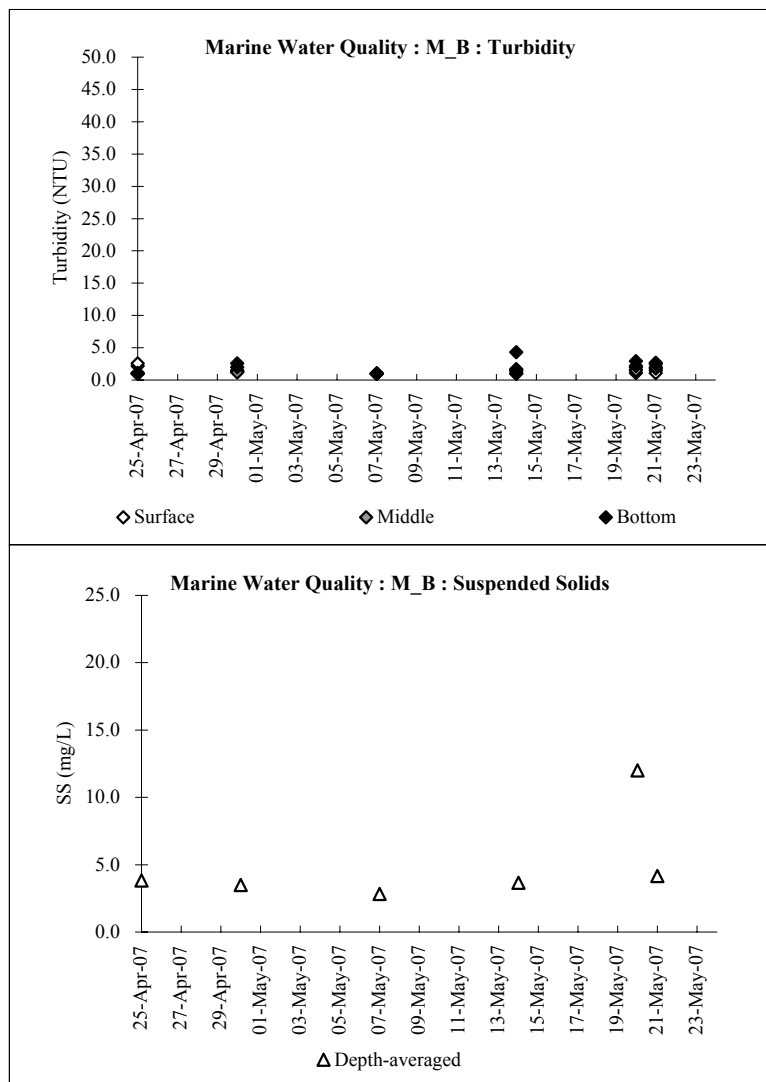 Marine Water Quality : M_B : Turbidity
50.0
45.0
40.0
35.0
30.0
25.0
20.0
15.0
10.0
5.0
0.0
Turbidity (NTU)
25-Apr-07
27-Apr-07
29-Apr-07
01-May-07
03-May-07
05-May-07
07-May-07
09-May-07
11-May-07
13-May-07
15-May-07
17-May-07
19-May-07
21-May-07
23-May-07
Surface Middle Bottom
Marine Water Quality : M_B : Suspended Solids
25.0
20.0
15.0
10.0
5.0
0.0
SS (mg/L)
25-Apr-07
27-Apr-07
29-Apr-07
01-May-07
03-May-07
05-May-07
07-May-07
09-May-07
11-May-07
13-May-07
15-May-07
17-May-07
19-May-07
21-May-07
23-May-07
Depth-averaged